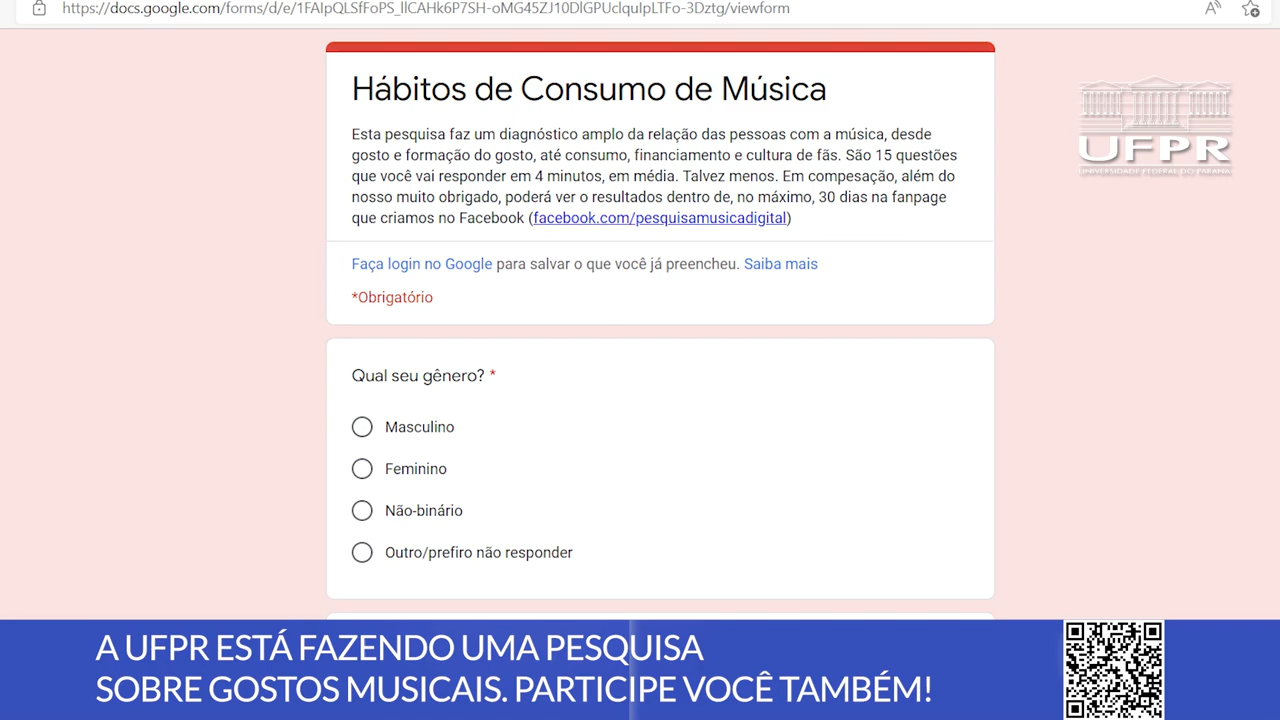 https://docs.google.com/forms/d/e/1FAIpQLSfFoPS_llCAHk6P7SH-oMG45ZJ10DlGPUclquIpLTFo-3Dztg/viewform
Hábitos de Consumo de Música
Esta pesquisa faz um diagnóstico amplo da relação das pessoas com a música, desde
gosto e formação do gosto, até consumo, financiamento e cultura de fãs. São 15 questões
que você vai responder em 4 minutos, em média. Talvez menos. Em compesação, além do
nosso muito obrigado, poderá ver o resultados dentro de, no máximo, 30 dias na fanpage
que criamos no Facebook (facebook.com/pesquisamusicadigital)
Faça login no Google para salvar o que você já preencheu. Saiba mais
*Obrigatório
UFPR
UNIVERSIDADE FEDERAL DO PARANÁ
Qual seu gênero? *
Masculino
Feminino
Não-binário
Outro/prefiro não responder
A UFPR ESTÁ FAZENDO UMA PESQUISA
SOBRE GOSTOS MUSICAIS. PARTICIPE VOCÊ TAMBÉM!